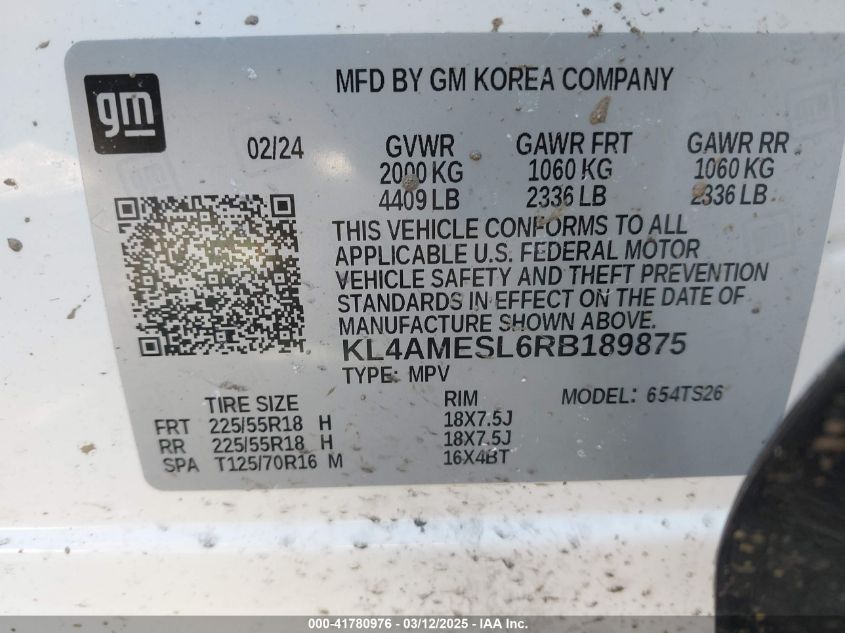 gm
MFD BY GM KOREA COMPANY
02/24 GVWR GAWR FRT GAWR RR
2000 KG 1060 KG 1060 KG
4409 LB 2336 LB 2336 LB
THIS VEHICLE CONFORMS TO ALL
APPLICABLE U.S. FEDERAL MOTOR
VEHICLE SAFETY AND THEFT PREVENTION
STANDARDS IN EFFECT ON THE DATE OF
MANUFACTURE SHOWN ABOVE.
KL4AMESL6RB189875
TYPE: MPV
TIRE SIZE RIM MODEL: 654TS26
FRT 225/55R18 H 18X7.5J
RR 225/55R18 H 18X7.5J
SPA T125/70R16 M 16X4BT
000-41780976 - 03/12/2025 - IAA Inc.